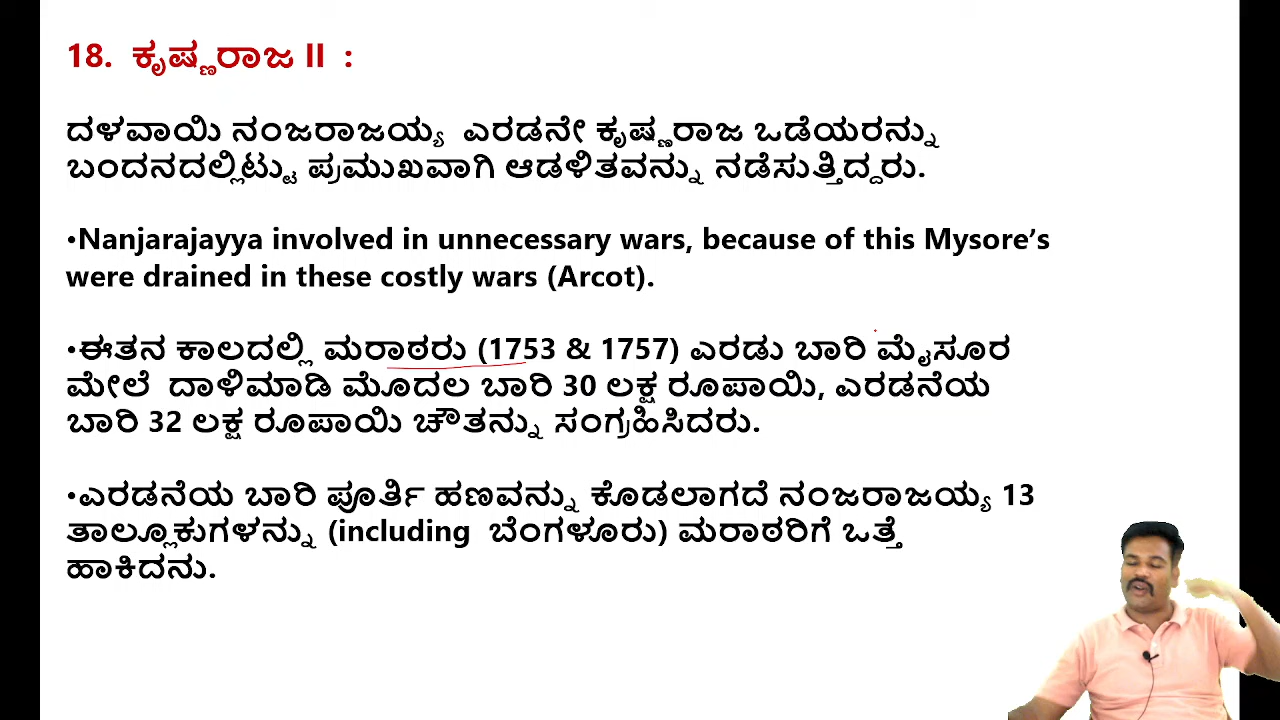 18. ಕೃಷ್ಣರಾಜ II :
ದಳವಾಯಿ ನಂಜರಾಜಯ್ಯ ಎರಡನೇ ಕೃಷ್ಣರಾಜ ಒಡೆಯರನ್ನು
ಬಂದನದಲ್ಲಿಟ್ಟು ಪ್ರಮುಖವಾಗಿ ಆಡಳಿತವನ್ನು ನಡೆಸುತ್ತಿದ್ದರು.
•Nanjarajayya involved in unnecessary wars, because of this Mysore’s
were drained in these costly wars (Arcot).
•ಈತನ ಕಾಲದಲ್ಲಿ ಮರಾಠರು (1753 & 1757) ಎರಡು ಬಾರಿ ಮೈಸೂರ
ಮೇಲೆ ದಾಳಿಮಾಡಿ ಮೊದಲ ಬಾರಿ 30 ಲಕ್ಷ ರೂಪಾಯಿ, ಎರಡನೆಯ
ಬಾರಿ 32 ಲಕ್ಷ ರೂಪಾಯಿ ಚೌತನ್ನು ಸಂಗ್ರಹಿಸಿದರು.
•ಎರಡನೆಯ ಬಾರಿ ಪೂರ್ತಿ ಹಣವನ್ನು ಕೊಡಲಾಗದೆ ನಂಜರಾಜಯ್ಯ 13
ತಾಲ್ಲೂಕುಗಳನ್ನು (including ಬೆಂಗಳೂರು) ಮರಾಠರಿಗೆ ಒತ್ತೆ
ಹಾಕಿದನು.